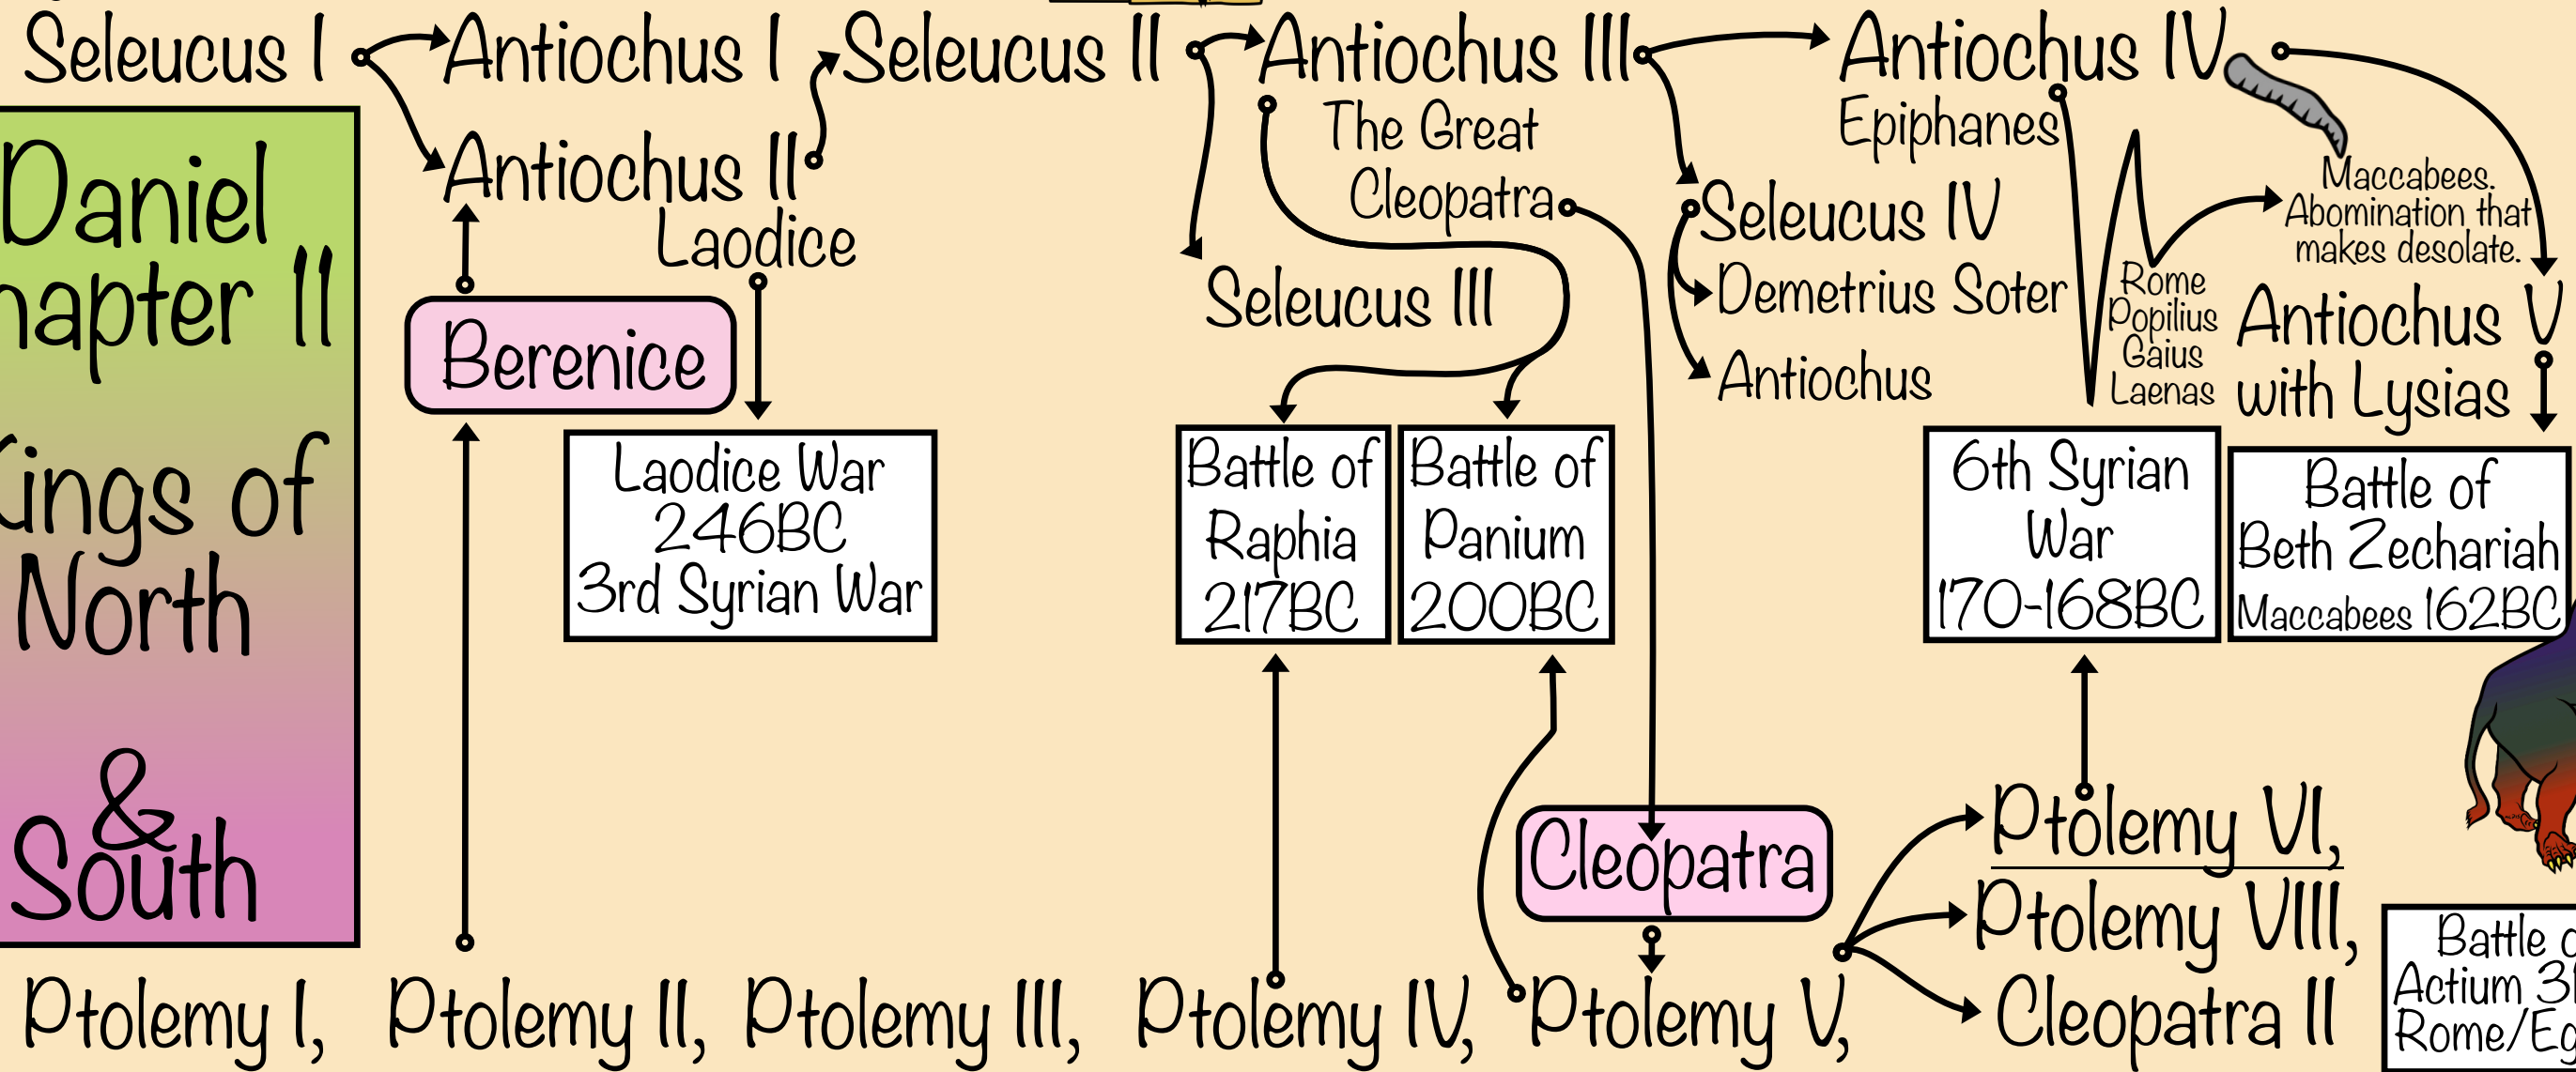 Seleucus I
Antiochus I
Seleucus II
Antiochus III
Antiochus IV
The Great
Cleopatra
Epiphanes
Antiochus II
Laodice
Daniel
hapter 11
ings of
North
&
South
Berenice
Seleucus III
Seleucus IV
Demetrius Soter
Antiochus
Maccabees.
Abomination that
makes desolate.
Rome
Popilius
Gaius
Laenas
Antiochus V
with Lysias
Laodice War
246BC
3rd Syrian War
Battle of
Raphia
217BC
Battle of
Panium
200BC
6th Syrian
War
170-168BC
Battle of
Beth Zechariah
Maccabees 162BC
Cleopatra
Ptolemy VI,
Ptolemy VIII,
Cleopatra II
Ptolemy I,
Ptolemy II,
Ptolemy III,
Ptolemy IV,
Ptolemy V,
Battle
Actium
Rome/